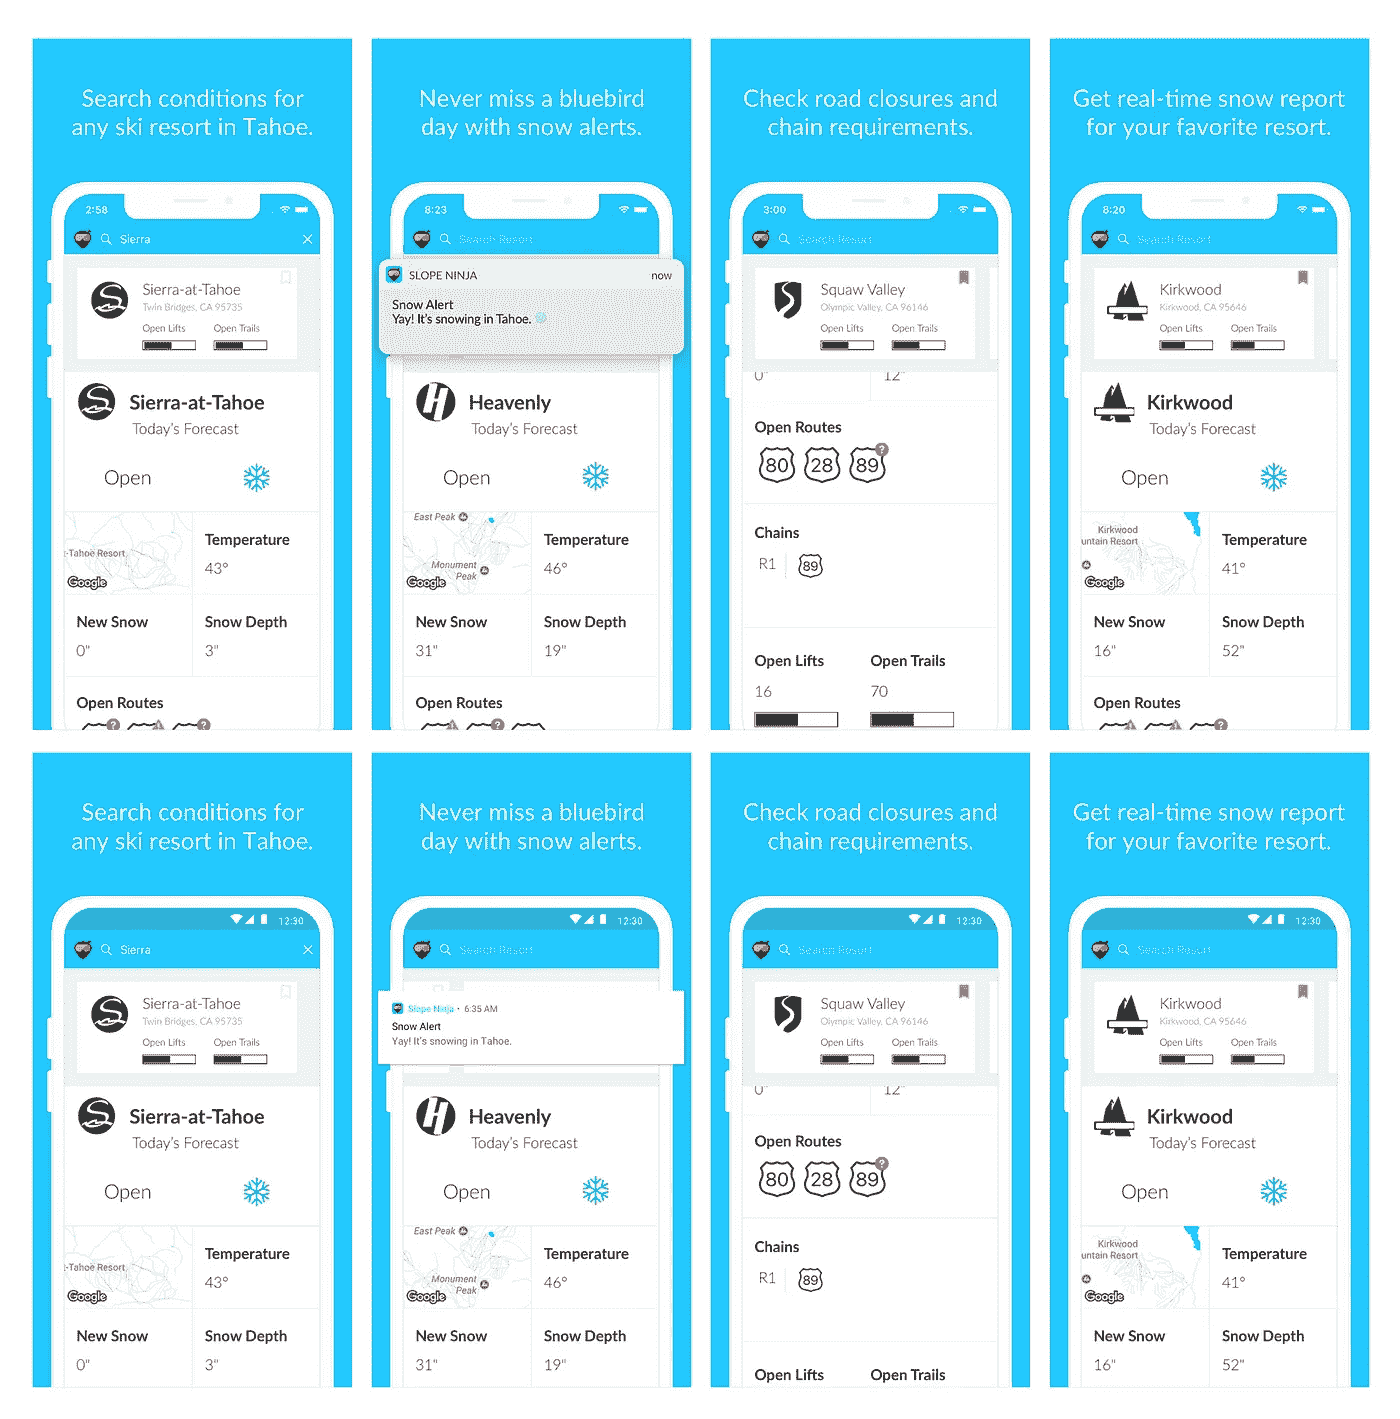 Search conditions for
any ski resort in Tahoe.
2:58
Sierra
Sierra-at-Tahoe
Twin Bridges, CA 95735
Open Lifts Open Trails
Sierra-at-Tahoe
Today's Forecast
Open
t-Tahoe Resort
Google
Temperature
43°
New Snow Snow Depth
0" 3"
Open Routes
? ?
Never miss a bluebird
day with snow alerts.
8:23
Search Resort
SLOPE NINJA now
Snow Alert
Yay! It's snowing in Tahoe.
Heavenly
Today's Forecast
Open
East Peak
Monument
Peak
Google
Temperature
46°
New Snow Snow Depth
31" 19"
Open Routes
?
Check road closures and
chain requirements.
3:00
Search Resort
Squaw Valley
Olympic Valley, CA 96146
Open Lifts Open Trails
0" 12"
Open Routes
80 28 89 ?
Chains
R1 89
Open Lifts Open Trails
16 70
Get real-time snow report
for your favorite resort.
8:20
Search Resort
Kirkwood
Kirkwood, CA 95646
Open Lifts Open Trails
Kirkwood
Today's Forecast
Open
Kirkwood
untain Resort
Google
Temperature
41°
New Snow Snow Depth
16" 52"
Open Routes
?
Search conditions for
any ski resort in Tahoe.
12:30
Sierra
Sierra-at-Tahoe
Twin Bridges, CA 95735
Open Lifts Open Trails
Sierra-at-Tahoe
Today's Forecast
Open
t-Tahoe Resort
Google
Temperature
43°
New Snow Snow Depth
0" 3"
Never miss a bluebird
day with snow alerts.
12:30
Search Resort
Slope Ninja • 6:35 AM
Snow Alert
Yay! It's snowing in Tahoe.
Heavenly
Today's Forecast
Open
East Peak
Monument
Peak
Google
Temperature
46°
New Snow Snow Depth
31" 19"
Check road closures and
chain requirements.
12:30
Search Resort
Squaw Valley
Olympic Valley, CA 96146
Open Lifts Open Trails
0" 12"
Open Routes
80 28 89 ?
Chains
R1 89
Open Lifts Open Trails
Get real-time snow report
for your favorite resort.
12:30
Search Resort
Kirkwood
Kirkwood, CA 95646
Open Lifts Open Trails
Kirkwood
Today's Forecast
Open
Kirkwood
untain Resort
Google
Temperature
41°
New Snow Snow Depth
16" 52"